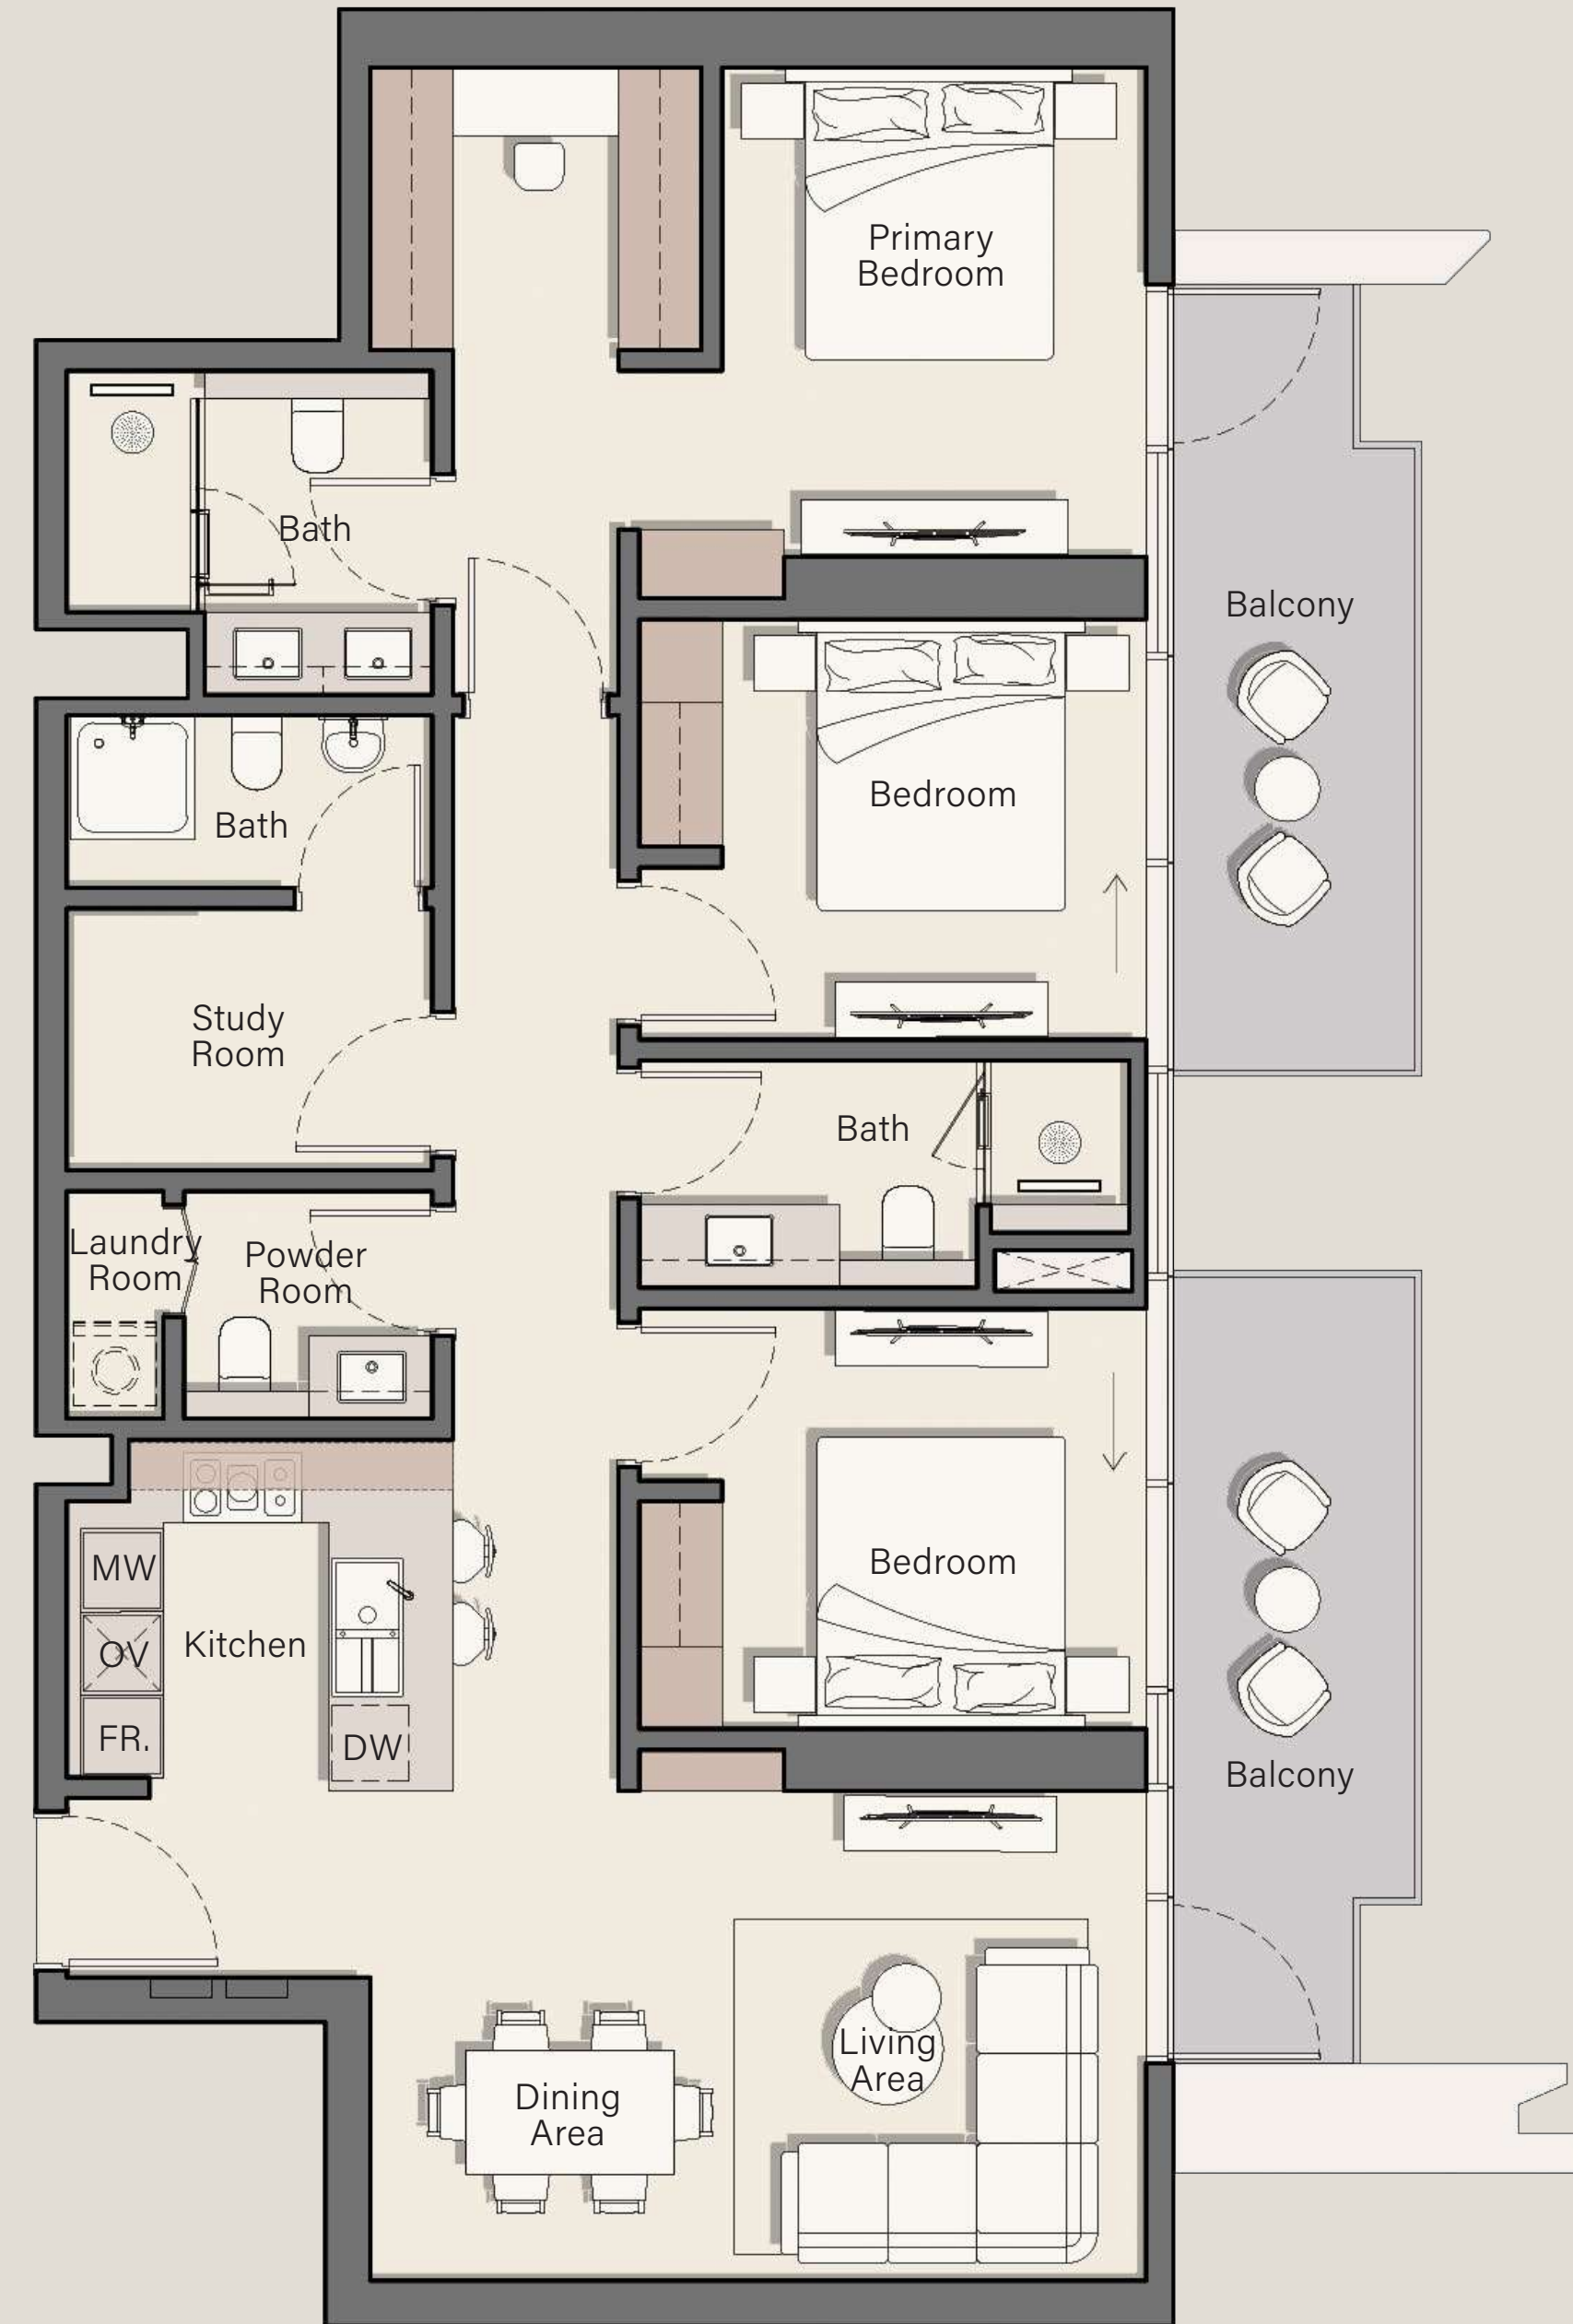 Primary
Bedroom
Bath
Balcony
Bedroom
Bath
Study
Room
Bath
Laundry
Room
Powder
Room
Bedroom
MW
OV
Kitchen
FR.
DW
Balcony
Living
Area
Dining
Area